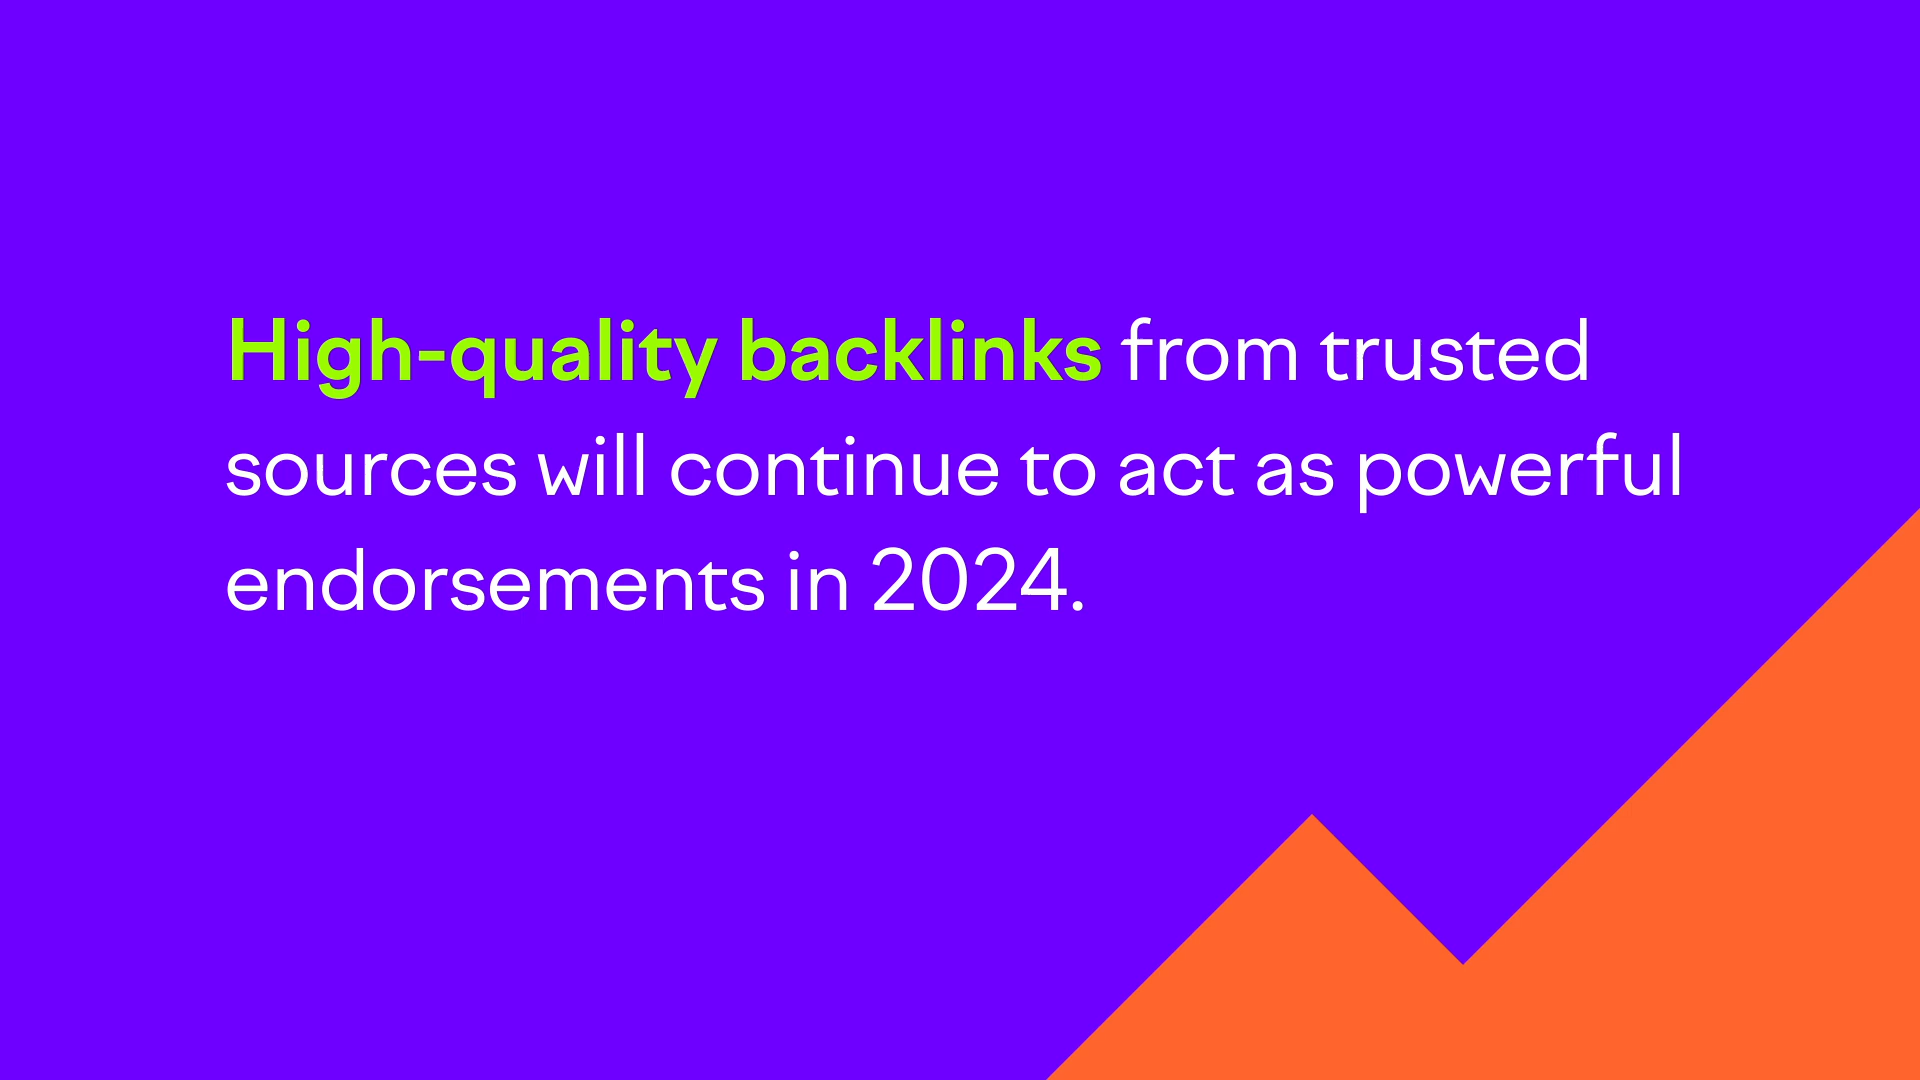 High-quality backlinks from trusted
sources will continue to act as powerful
endorsements in 2024.